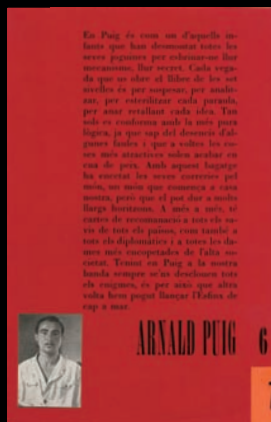 En Puig és com un d'aquells in-
fants que han desmuntat totes les
seves joguines per esbrinar-ne llur
mecanisme, llur secret. Cada vega-
da que us obre el llibre de les set
nivelles és per sospesar, per analit-
zar, per esterilitzar cada paraula,
per anar retallant cada idea. Tan
sols es conforma amb la més pura
lògica, ja que sap del desencís d'al-
gunes fades i que a voltes les co-
ses més atractives solen acabar en
cua de peix. Amb aquest bagatge
ha encetat les seves correries pel
món, un món que comença a casa
nostra, però que el pot dur a molts
llargs horitzons. A més a més, té
cartes de recomanació a tots els sa-
vis de tots els països, com també a
tots els diplomàtics i a totes les da-
mes més encopetades de l'alta so-
cietat. Tenint en Puig a la nostra
banda sempre se'ns desclouen tots
els enigmes, és per això que altra
volta hem pogut llançar l'Esfinx de
cap a mar.
ARNALD PUIG 6